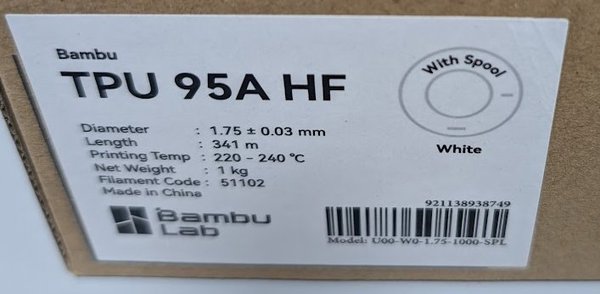 Bambu
TPU 95A HF
With Spool
White
Diameter : 1.75 ± 0.03 mm
Length : 341 m
Printing Temp : 220 - 240 ℃
Net Weight : 1 kg
Filament Code : 51102
Made in China
Bambu
Lab
921138938749
Model: U00-W0-1.75-1000-SPL